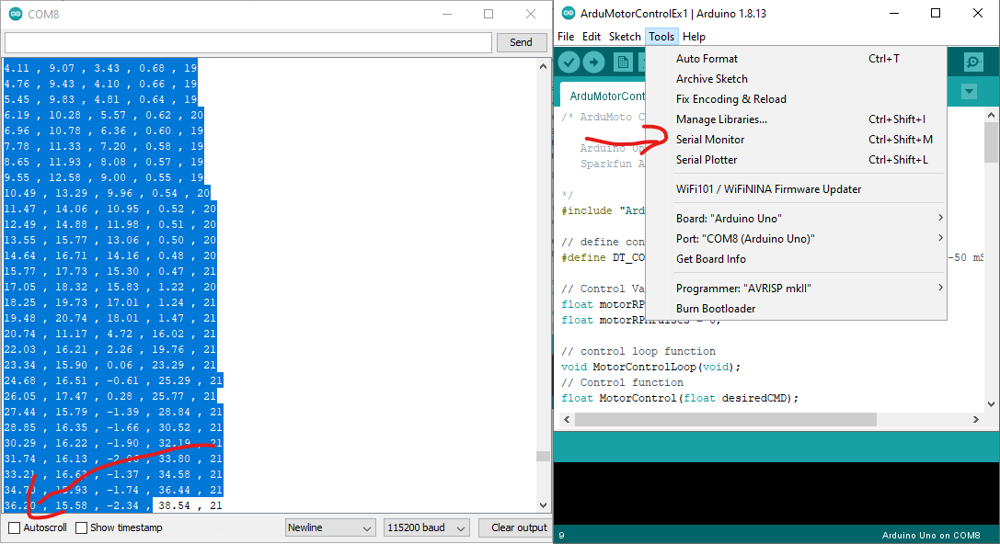 COM8
Send
4.11 , 9.07 , 3.43 , 0.68 , 19
4.76 , 9.43 , 4.10 , 0.66 , 19
5.45 , 9.83 , 4.81 , 0.64 , 19
6.19 , 10.28 , 5.57 , 0.62 , 20
6.96 , 10.78 , 6.36 , 0.60 , 19
7.78 , 11.33 , 7.20 , 0.58 , 19
8.65 , 11.93 , 8.08 , 0.57 , 19
9.55 , 12.58 , 9.00 , 0.55 , 19
10.49 , 13.29 , 9.96 , 0.54 , 20
11.47 , 14.06 , 10.95 , 0.52 , 20
12.49 , 14.88 , 11.98 , 0.51 , 20
13.55 , 15.77 , 13.06 , 0.50 , 20
14.64 , 16.71 , 14.16 , 0.48 , 20
15.77 , 17.73 , 15.30 , 0.47 , 21
17.05 , 18.32 , 15.83 , 1.22 , 20
18.25 , 19.73 , 17.01 , 1.24 , 21
19.48 , 20.74 , 18.01 , 1.47 , 21
20.74 , 11.17 , 4.72 , 16.02 , 21
22.03 , 16.21 , 2.26 , 19.76 , 21
23.34 , 15.90 , 0.06 , 23.29 , 21
24.68 , 16.51 , -0.61 , 25.29 , 21
26.05 , 17.47 , 0.28 , 25.77 , 21
27.44 , 15.79 , -1.39 , 28.84 , 21
28.85 , 16.35 , -1.66 , 30.52 , 21
30.29 , 16.22 , -1.90 , 32.19 , 21
31.74 , 16.13 , 33.80 , 21
33.21 , 16.63 , -1.37 , 34.58 , 21
34.70 , 15.93 , -1.74 , 36.44 , 21
36.20 , 15.58 , -2.34 , 38.54 , 21
Autoscroll
Show timestamp
Newline
115200 baud
Clear output
ArduMotorControlEx1 | Arduino 1.8.13
File Edit Sketch Tools Help
Auto Format Ctrl+T
Archive Sketch
Fix Encoding & Reload
Manage Libraries... Ctrl+Shift+I
Serial Monitor Ctrl+Shift+M
Serial Plotter Ctrl+Shift+L
WiFi101 / WiFiNINA Firmware Updater
Board: "Arduino Uno"
Port: "COM8 (Arduino Uno)"
Get Board Info
Programmer: "AVRISP mkII"
Burn Bootloader
ArduMotorCont
/* ArduMoto C
Arduino Un
Sparkfun A
*/
#include "Ard
// define con
#define DT_CO -50 mS
// Control Va
float motorRP
float
// control loop function
void MotorControlLoop(void);
// Control function
float MotorControl(float desiredCMD);
9
Arduino Uno on COM8